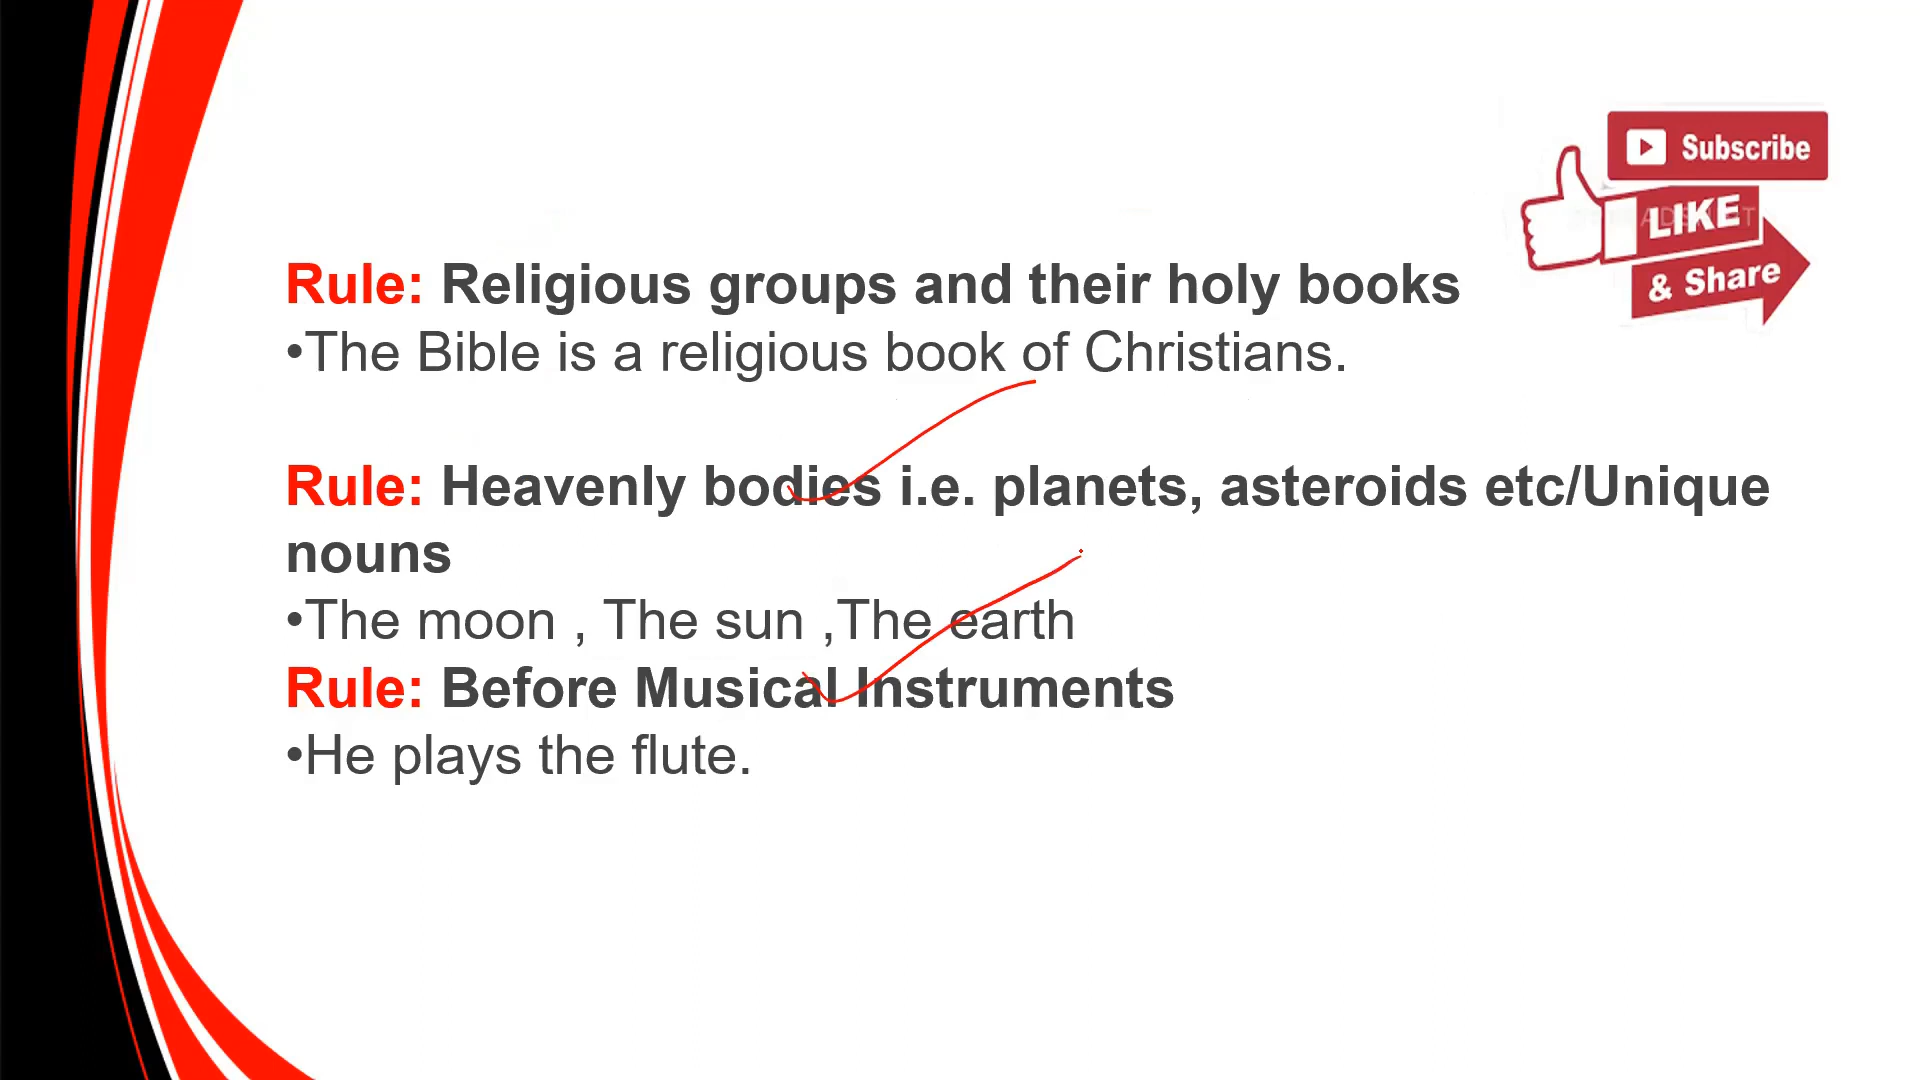 Subscribe
LIKE
& Share
Rule: Religious groups and their holy books
•The Bible is a religious book of Christians.
Rule: Heavenly bodies i.e. planets, asteroids etc/Unique
nouns
•The moon , The sun ,The earth
Rule: Before Musical Instruments
•He plays the flute.